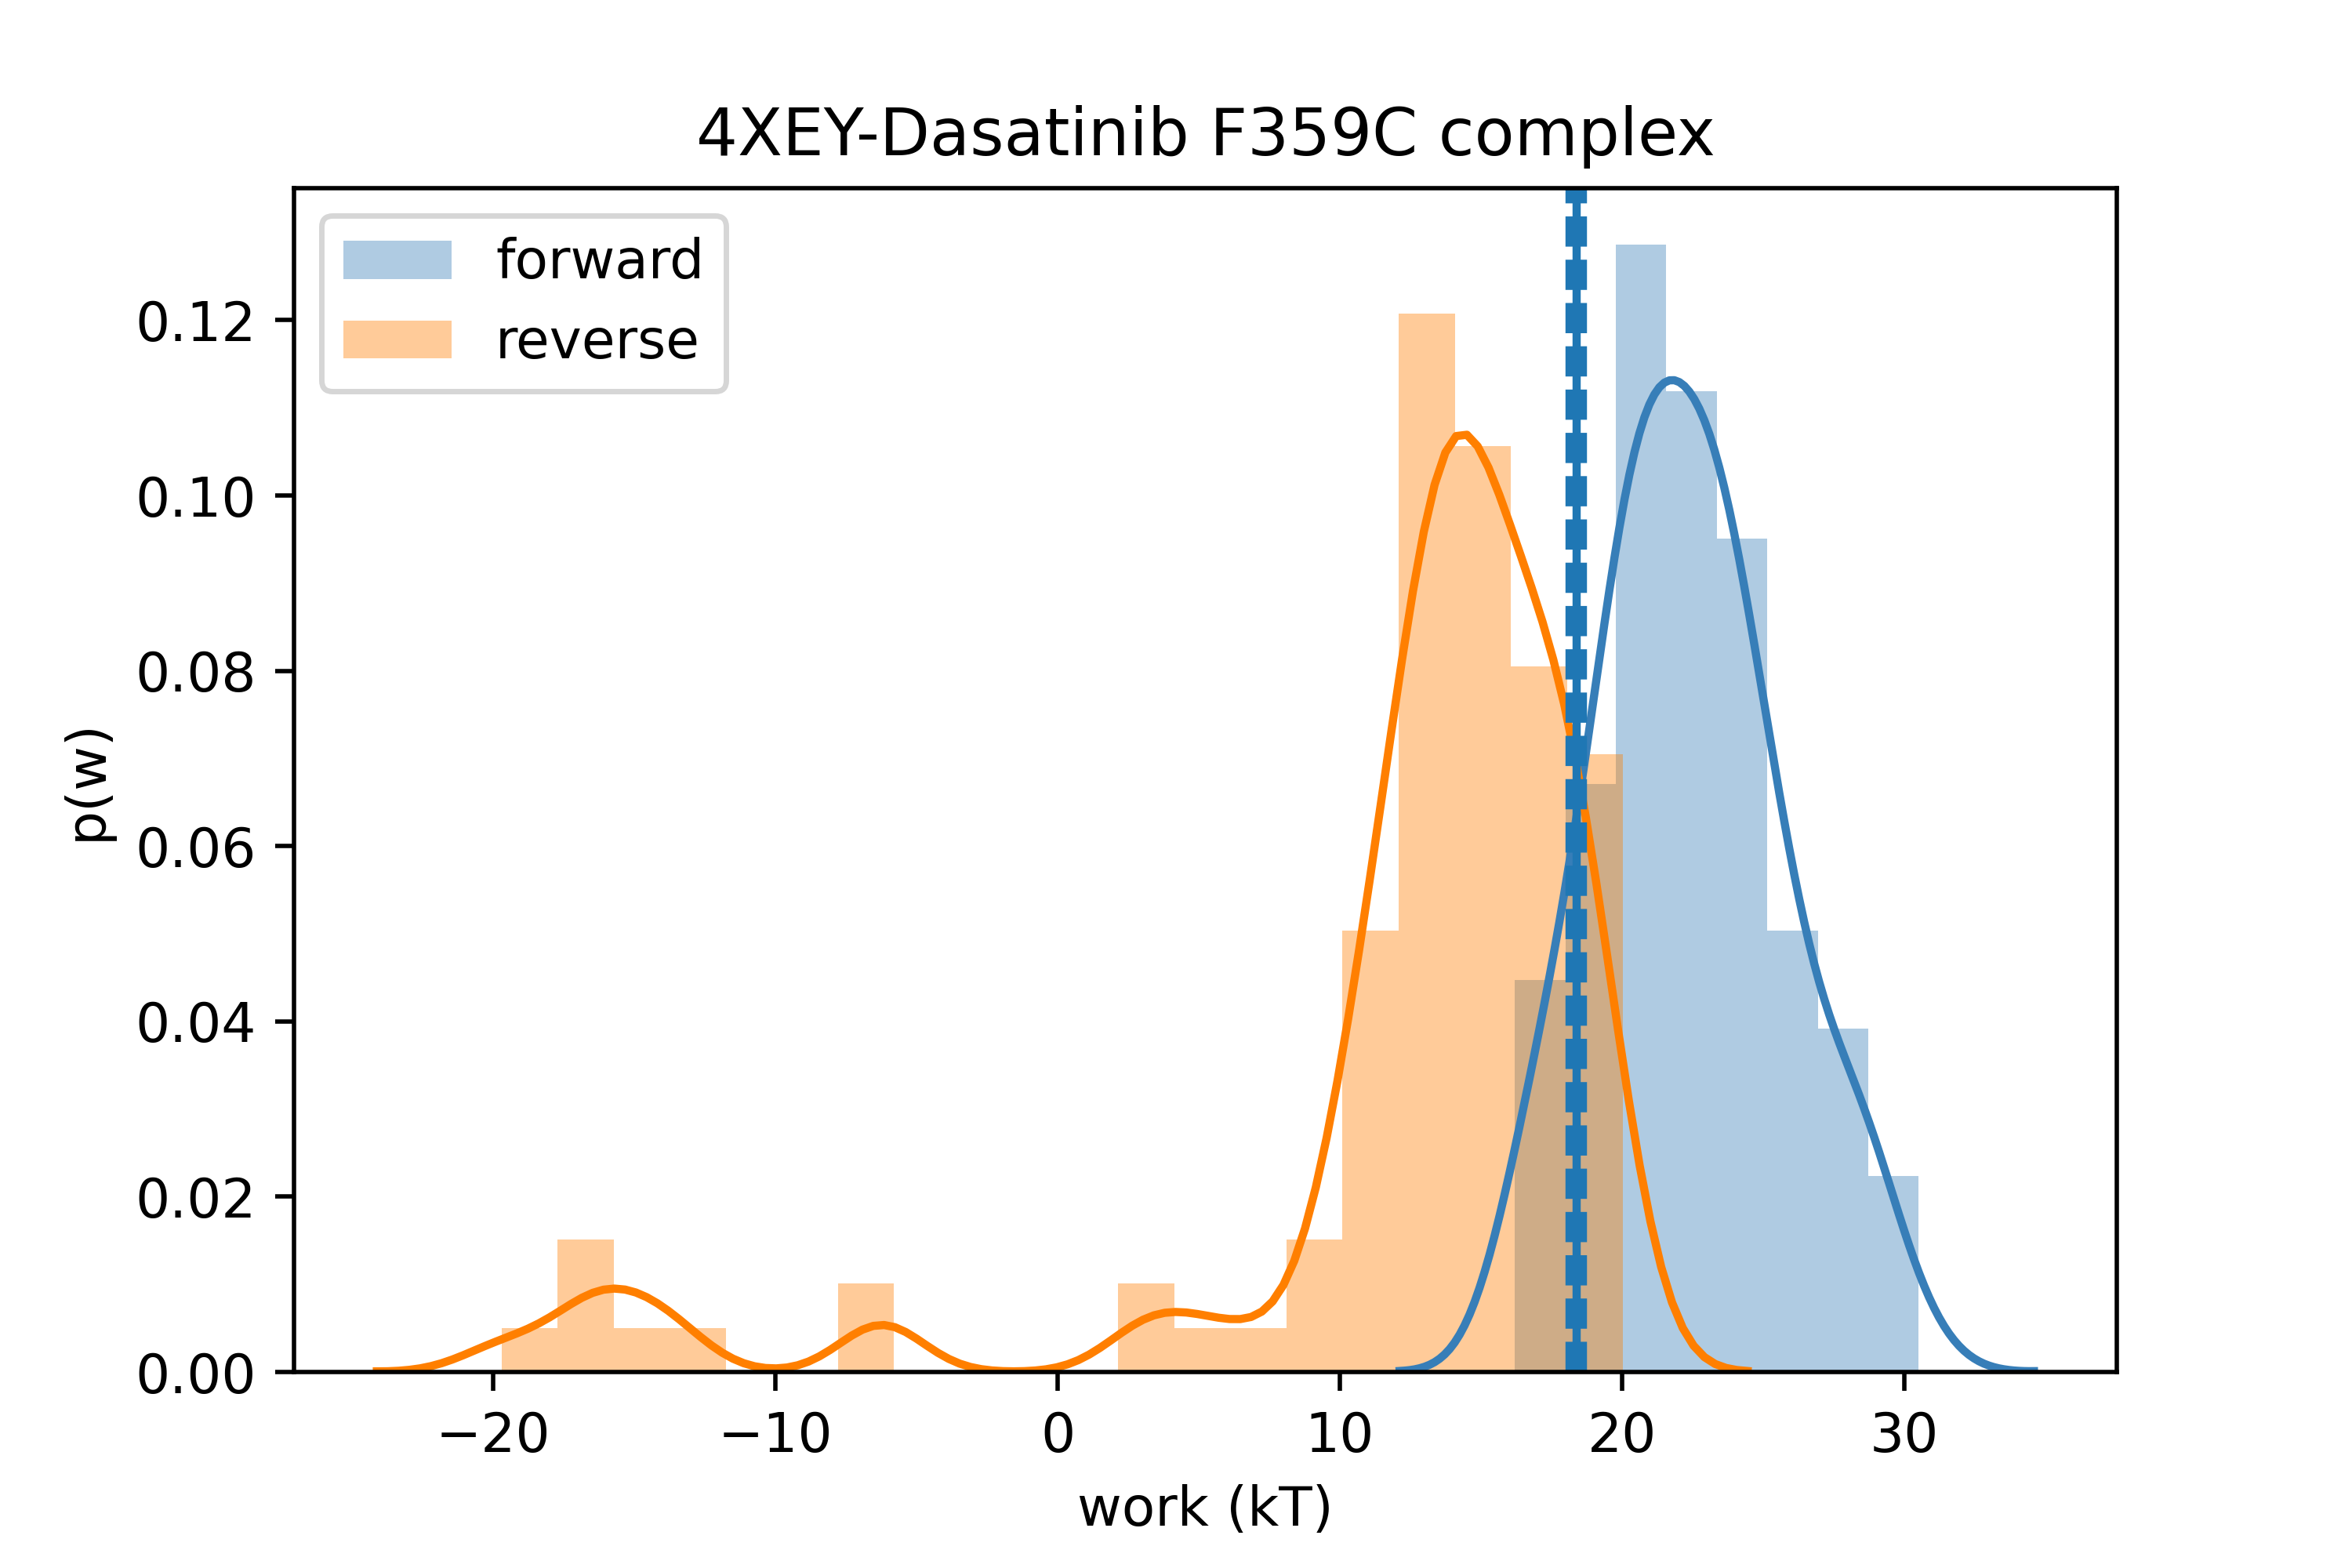 4XEY-Dasatinib F359C complex
forward
reverse
0.12
0.10
0.08
0.06
0.04
0.02
0.00
p(w)
−20 −10 0 10 20 30
work (kT)